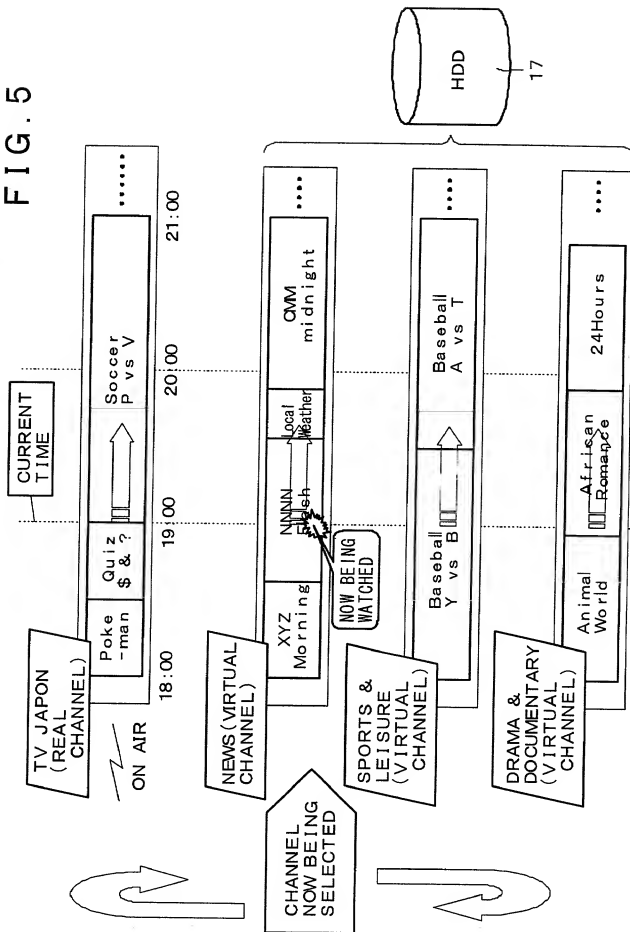 FIG. 5
CURRENT
TIME
TV JAPON
(REAL
CHANNEL)
ON AIR
Poke
-man
Quiz
$ & ?
Soccer
P vs V
......
18:00
19:00
20:00
21:00
NEWS (VIRTUAL
CHANNEL)
XYZ
Morning
NNNN
Local
Weather
CMM
midnight
....
NOW BEING
WATCHED
CHANNEL
NOW BEING
SELECTED
SPORTS &
LEISURE
(VIRTUAL
CHANNEL)
Baseball
Y vs B
Baseball
A vs T
....
DRAMA &
DOCUMENTARY
(VIRTUAL
CHANNEL)
Animal
World
African
Romance
24Hours
....
HDD
17